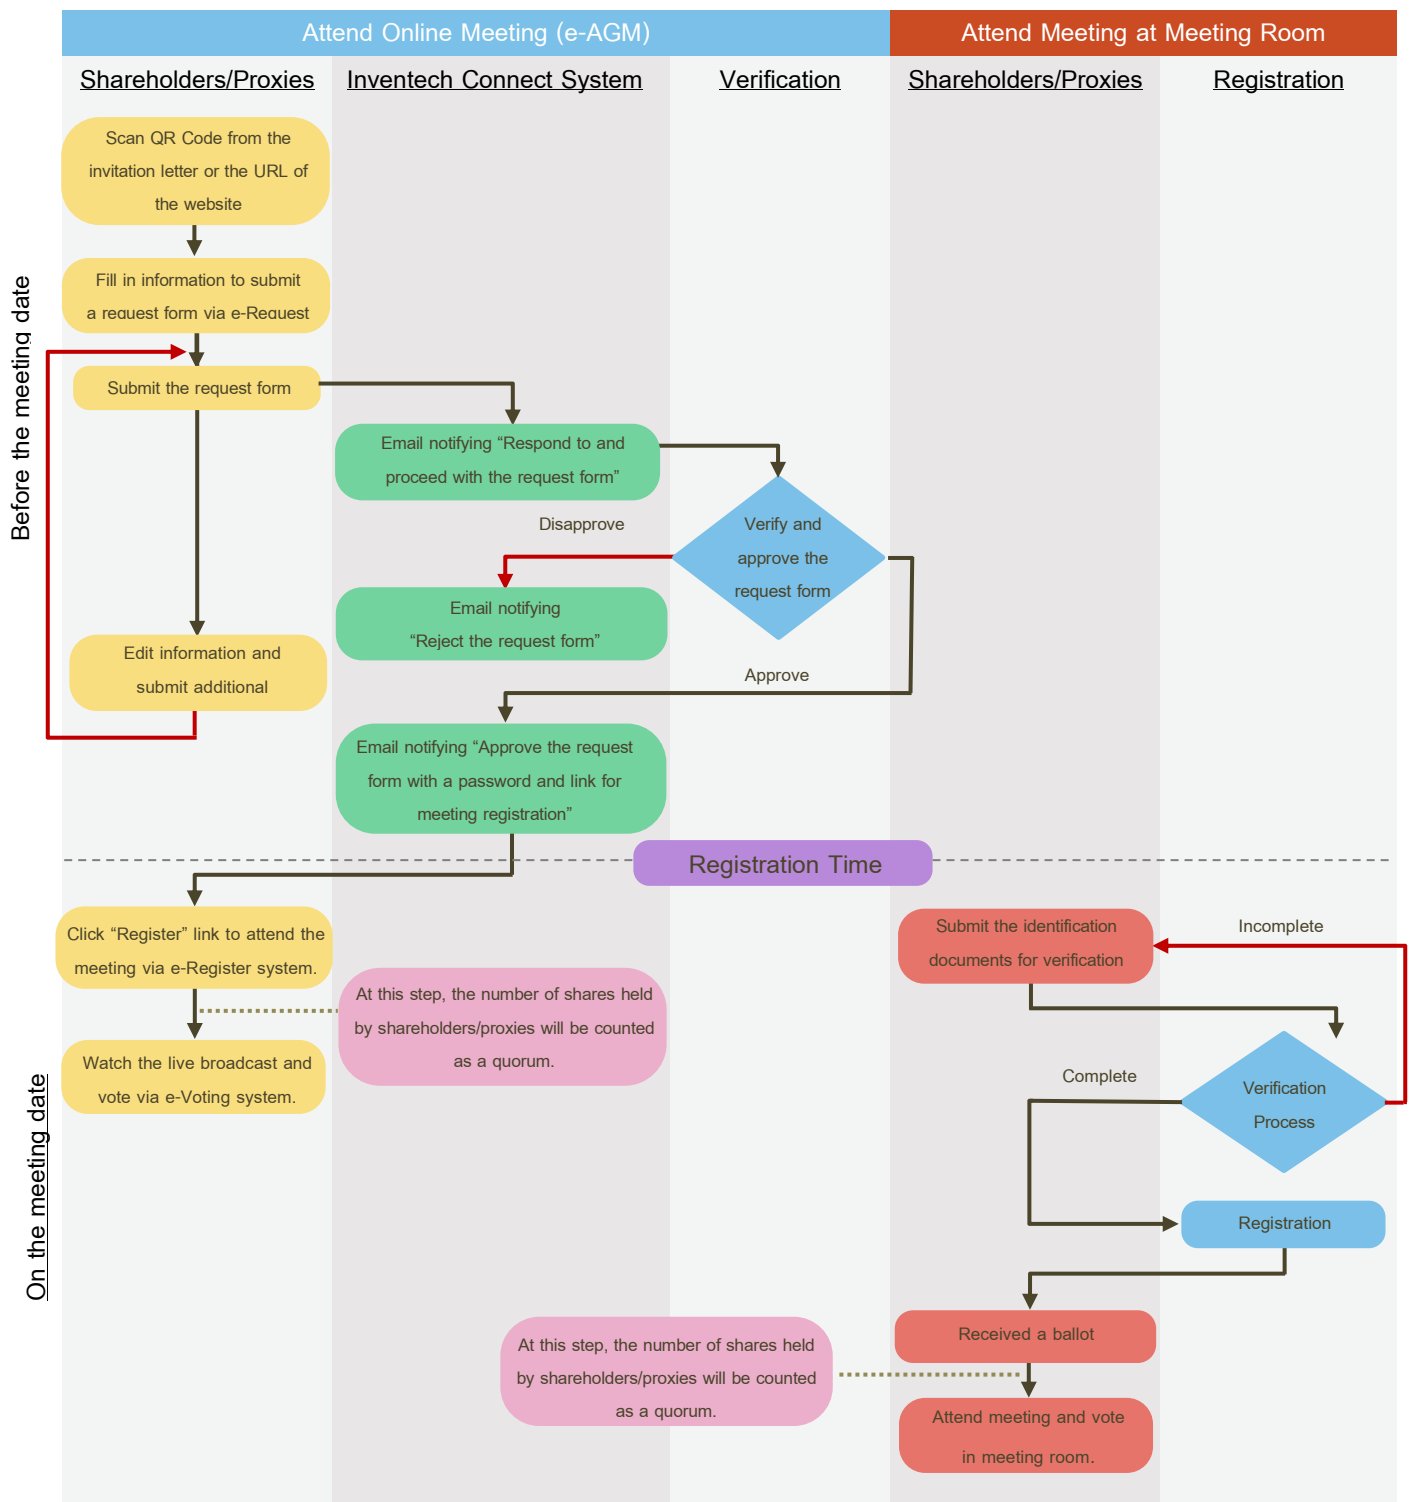 Attend Online Meeting (e-AGM)
Attend Meeting at Meeting Room
Shareholders/Proxies
Inventech Connect System
Verification
Shareholders/Proxies
Registration
Before the meeting date
Scan QR Code from the
invitation letter or the URL of
the website
Fill in information to submit
a request form via e-Request
Submit the request form
Email notifying “Respond to and
proceed with the request form”
Disapprove
Verify and
approve the
request form
Email notifying
“Reject the request form”
Edit information and
submit additional
Approve
Email notifying “Approve the request
form with a password and link for
meeting registration”
Registration Time
On the meeting date
Click “Register” link to attend the
meeting via e-Register system.
At this step, the number of shares held
by shareholders/proxies will be counted
as a quorum.
Watch the live broadcast and
vote via e-Voting system.
Submit the identification
documents for verification
Incomplete
Complete
Verification
Process
Registration
Received a ballot
At this step, the number of shares held
by shareholders/proxies will be counted
as a quorum.
Attend meeting and vote
in meeting room.